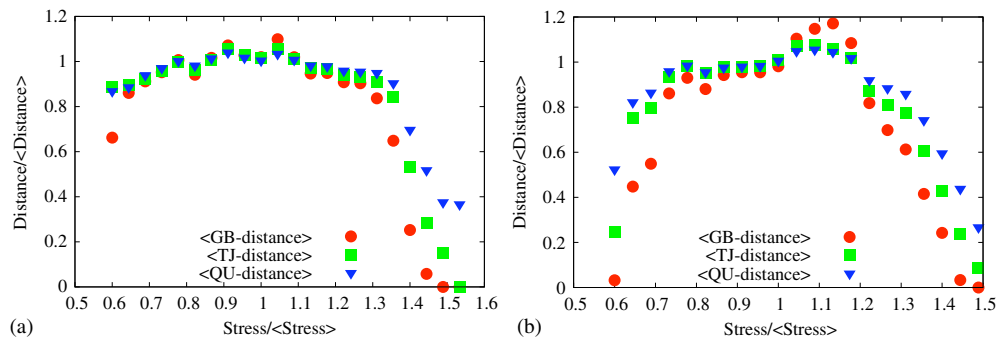 1.2
1
0.8
0.6
0.4
0.2
0
Distance/<Distance>
<GB-distance>
<TJ-distance>
<QU-distance>
0.5 0.6 0.7 0.8 0.9 1 1.1 1.2 1.3 1.4 1.5 1.6
(a) Stress/<Stress>
1.2
1
0.8
0.6
0.4
0.2
0
Distance/<Distance>
<GB-distance>
<TJ-distance>
<QU-distance>
0.5 0.6 0.7 0.8 0.9 1 1.1 1.2 1.3 1.4 1.5
(b) Stress/<Stress>